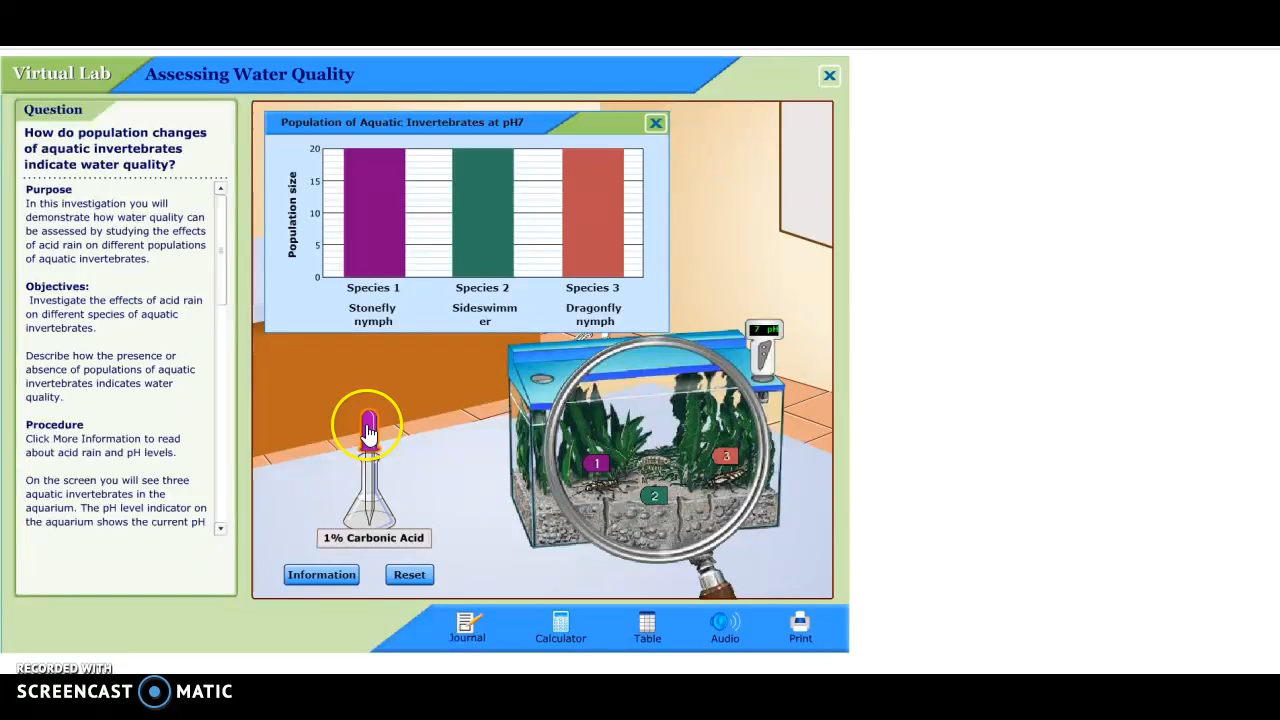 Virtual Lab
Assessing Water Quality
Question
How do population changes
of aquatic invertebrates
indicate water quality?
Purpose
In this investigation you will
demonstrate how water quality can
be assessed by studying the effects
of acid rain on different populations
of aquatic invertebrates.
Objectives:
Investigate the effects of acid rain
on different species of aquatic
invertebrates.
Describe how the presence or
absence of populations of aquatic
invertebrates indicates water
quality.
Procedure
Click More Information to read
about acid rain and pH levels.
On the screen you will see three
aquatic invertebrates in the
aquarium. The pH level indicator on
the aquarium shows the current pH
Population of Aquatic Invertebrates at pH7
Population size
20
15
10
5
0
Species 1
Species 2
Species 3
Stonefly
nymph
Sideswimm
er
Dragonfly
nymph
7 pH
1
2
3
1% Carbonic Acid
Information
Reset
Journal
Calculator
Table
Audio
Print
RECORDED WITH
SCREENCAST MATIC